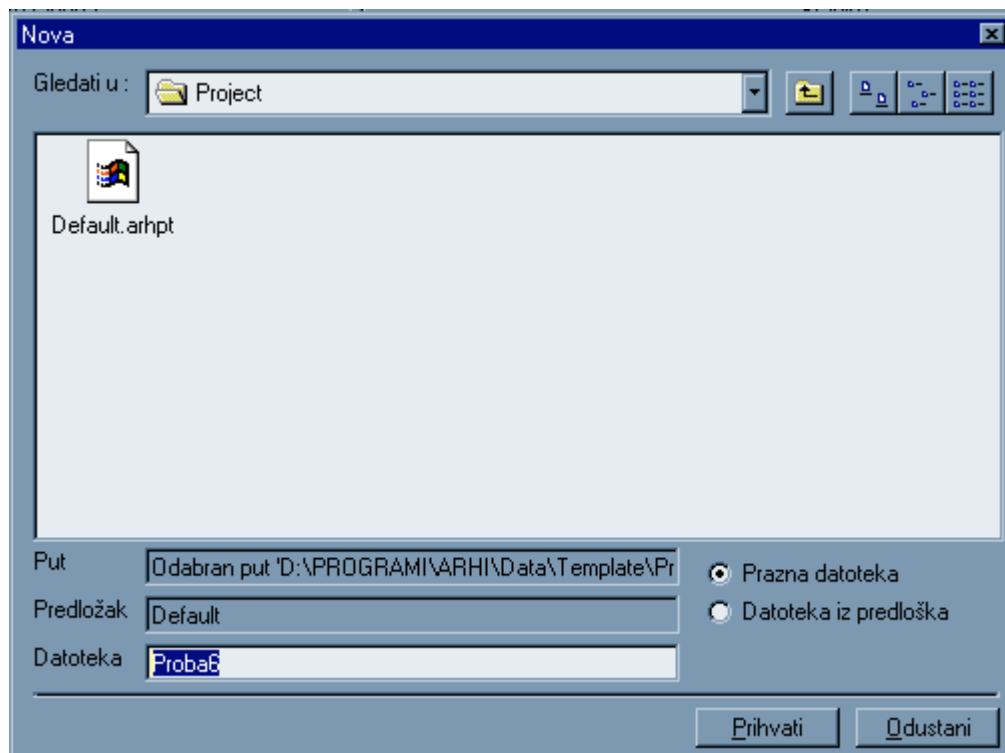 Nova
Gledati u :
Project
Default.arhpt
Put
Odabran put 'D:\PROGRAMI\ARHI\Data\Template\Pr
Prazna datoteka
Predložak
Default
Datoteka iz predloška
Datoteka
Proba6
Prihvati
Odustani